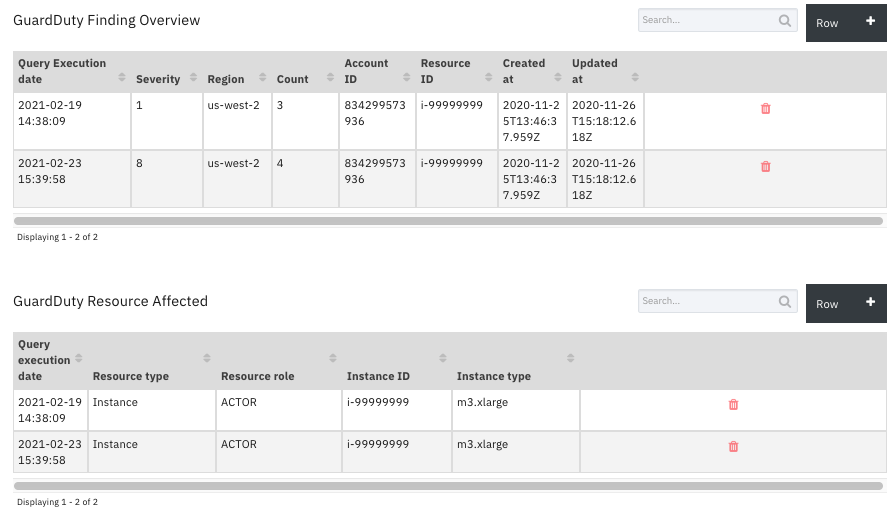 GuardDuty Finding Overview
Search...
Row +
Query Execution date Severity Region Count Account ID Resource ID Created at Updated at
2021-02-19 14:38:09 1 us-west-2 3 834299573936 i-99999999 2020-11-25T13:46:37.959Z 2020-11-26T15:18:12.618Z
2021-02-23 15:39:58 8 us-west-2 4 834299573936 i-99999999 2020-11-25T13:46:37.959Z 2020-11-26T15:18:12.618Z
Displaying 1 - 2 of 2
GuardDuty Resource Affected
Search...
Row +
Query execution date Resource type Resource role Instance ID Instance type
2021-02-19 14:38:09 Instance ACTOR i-99999999 m3.xlarge
2021-02-23 15:39:58 Instance ACTOR i-99999999 m3.xlarge
Displaying 1 - 2 of 2